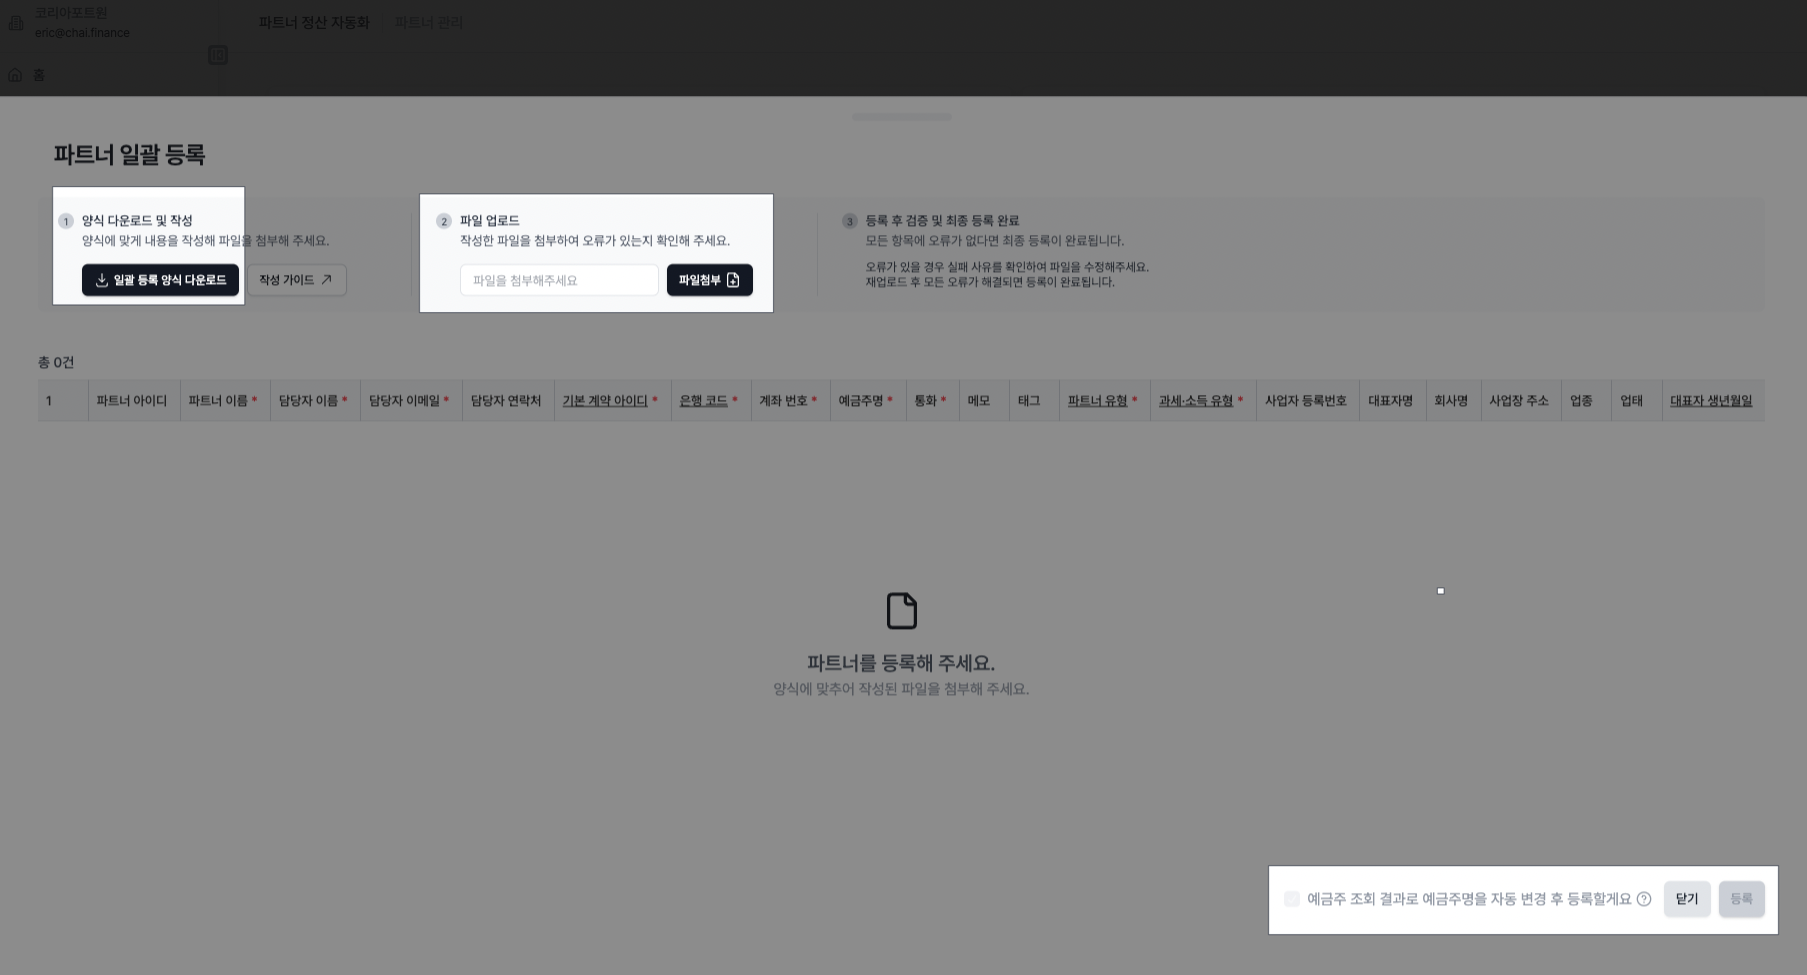 코리아포트원
eric@chai.finance
파트너 정산 자동화
파트너 관리
홈
파트너 일괄 등록
1 양식 다운로드 및 작성
양식에 맞게 내용을 작성해 파일을 첨부해 주세요.
일괄 등록 양식 다운로드
작성 가이드
2 파일 업로드
작성한 파일을 첨부하여 오류가 있는지 확인해 주세요.
파일을 첨부해주세요
파일첨부
3 등록 후 검증 및 최종 등록 완료
모든 항목에 오류가 없다면 최종 등록이 완료됩니다.
오류가 있을 경우 실패 사유를 확인하여 파일을 수정해주세요.
재업로드 후 모든 오류가 해결되면 등록이 완료됩니다.
총 0건
1 파트너 아이디 파트너 이름 * 담당자 이름 * 담당자 이메일 * 담당자 연락처 기본 계약 아이디 * 은행 코드 * 계좌 번호 * 예금주명 * 통화 * 메모 태그 파트너 유형 * 과세·소득 유형 * 사업자 등록번호 대표자명 회사명 사업장 주소 업종 업태 대표자 생년월일
파트너를 등록해 주세요.
양식에 맞추어 작성된 파일을 첨부해 주세요.
예금주 조회 결과로 예금주명을 자동 변경 후 등록할게요
닫기
등록